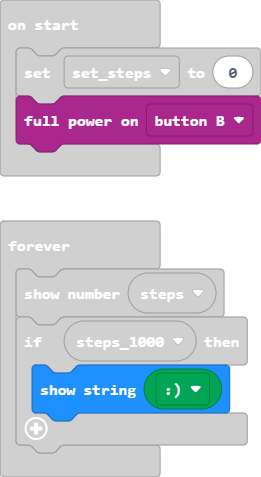 on start
set set_steps to 0
full power on button B
forever
show number steps
if steps_1000 then
show string :)